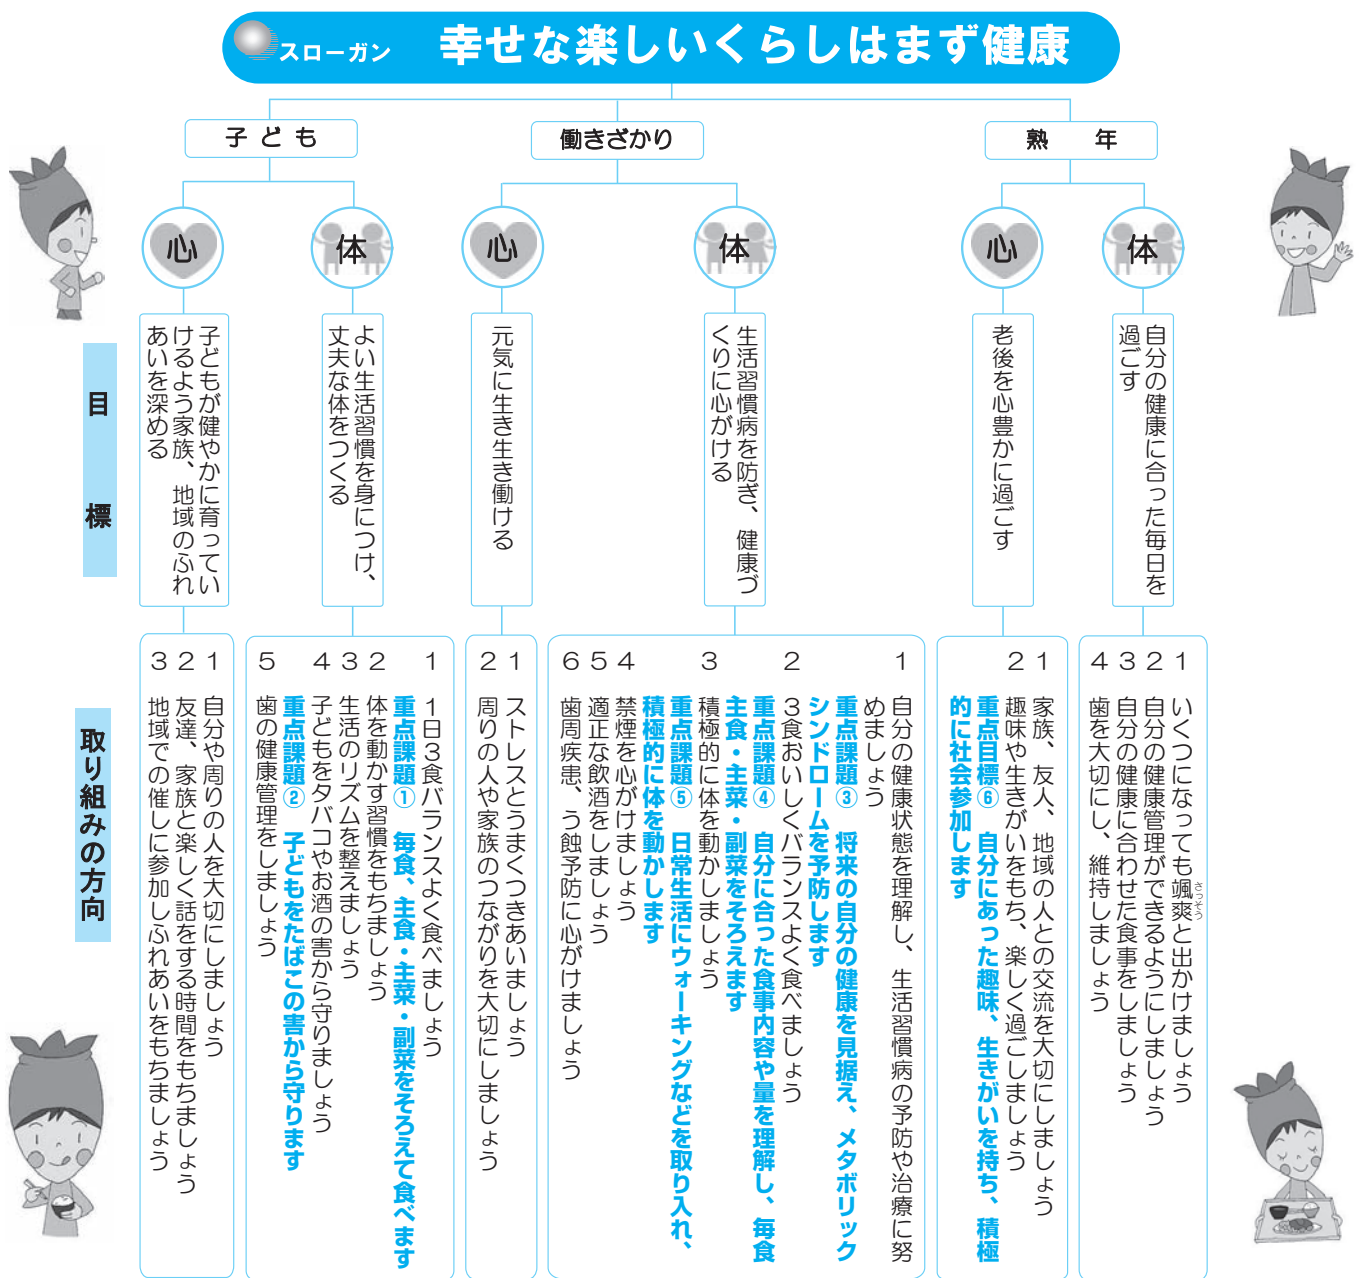 スローガン 幸せな楽しいくらしはまず健康
子ども
働きざかり
熟年
心
体
心
体
心
体
目標
子どもが健やかに育ってい
けるよう家族、地域のふれ
あいを深める
よい生活習慣を身につけ、
丈夫な体をつくる
元気に生き生き働ける
生活習慣病を防ぎ、健康づ
くりに心がける
老後を心豊かに過ごす
自分の健康に合った毎日を
過ごす
取り組みの方向
1 自分や周りの人を大切にしましょう
2 友達、家族と楽しく話をする時間をもちましょう
3 地域での催しに参加しふれあいをもちましょう
1 1日3食バランスよく食べましょう
重点課題① 毎食、主食・主菜・副菜をそろえて食べます
2 体を動かす習慣をもちましょう
3 生活のリズムを整えましょう
4 子どもをタバコやお酒の害から守りましょう
重点課題② 子どもをたばこの害から守ります
5 歯の健康管理をしましょう
1 ストレスとうまくつきあいましょう
2 周りの人や家族のつながりを大切にしましょう
1 自分の健康状態を理解し、生活習慣病の予防や治療に努
めましょう
重点課題③ 将来の自分の健康を見据え、メタボリック
シンドロームを予防します
2 3食おいしくバランスよく食べましょう
重点課題④ 自分に合った食事内容や量を理解し、毎食
主食・主菜・副菜をそろえます
3 積極的に体を動かしましょう
重点課題⑤ 日常生活にウォーキングなどを取り入れ、
積極的に体を動かします
4 禁煙を心がけましょう
5 適正な飲酒をしましょう
6 歯周疾患、う蝕予防に心がけましょう
1 家族、友人、地域の人との交流を大切にしましょう
2 趣味や生きがいをもち、楽しく過ごしましょう
重点目標⑥ 自分にあった趣味、生きがいを持ち、積極
的に社会参加します
1 いくつになっても颯爽さっそうと出かけましょう
2 自分の健康管理ができるようにしましょう
3 自分の健康に合わせた食事をしましょう
4 歯を大切にし、維持しましょう